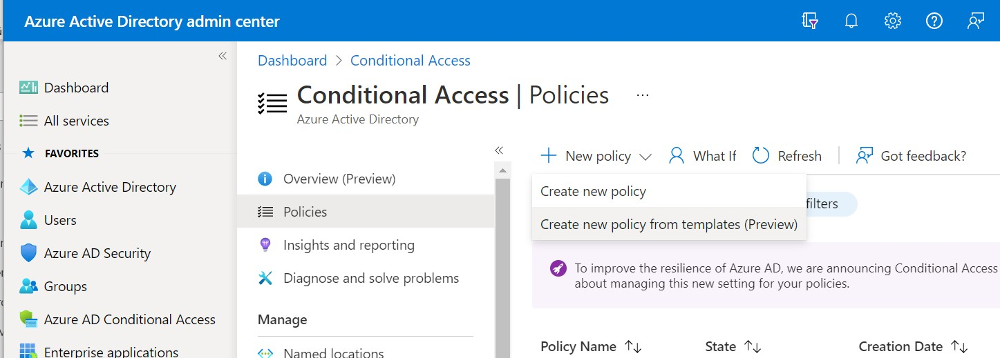 Azure Active Directory admin center
Dashboard
All services
FAVORITES
Azure Active Directory
Users
Azure AD Security
Groups
Azure AD Conditional Access
Enterprise applications
Dashboard > Conditional Access
Conditional Access | Policies ...
Azure Active Directory
Overview (Preview)
Policies
Insights and reporting
Diagnose and solve problems
Manage
Named locations
New policy What If Refresh Got feedback?
Create new policy
Create new policy from templates (Preview)
filters
To improve the resilience of Azure AD, we are announcing Conditional Access
about managing this new setting for your policies.
Policy Name State Creation Date